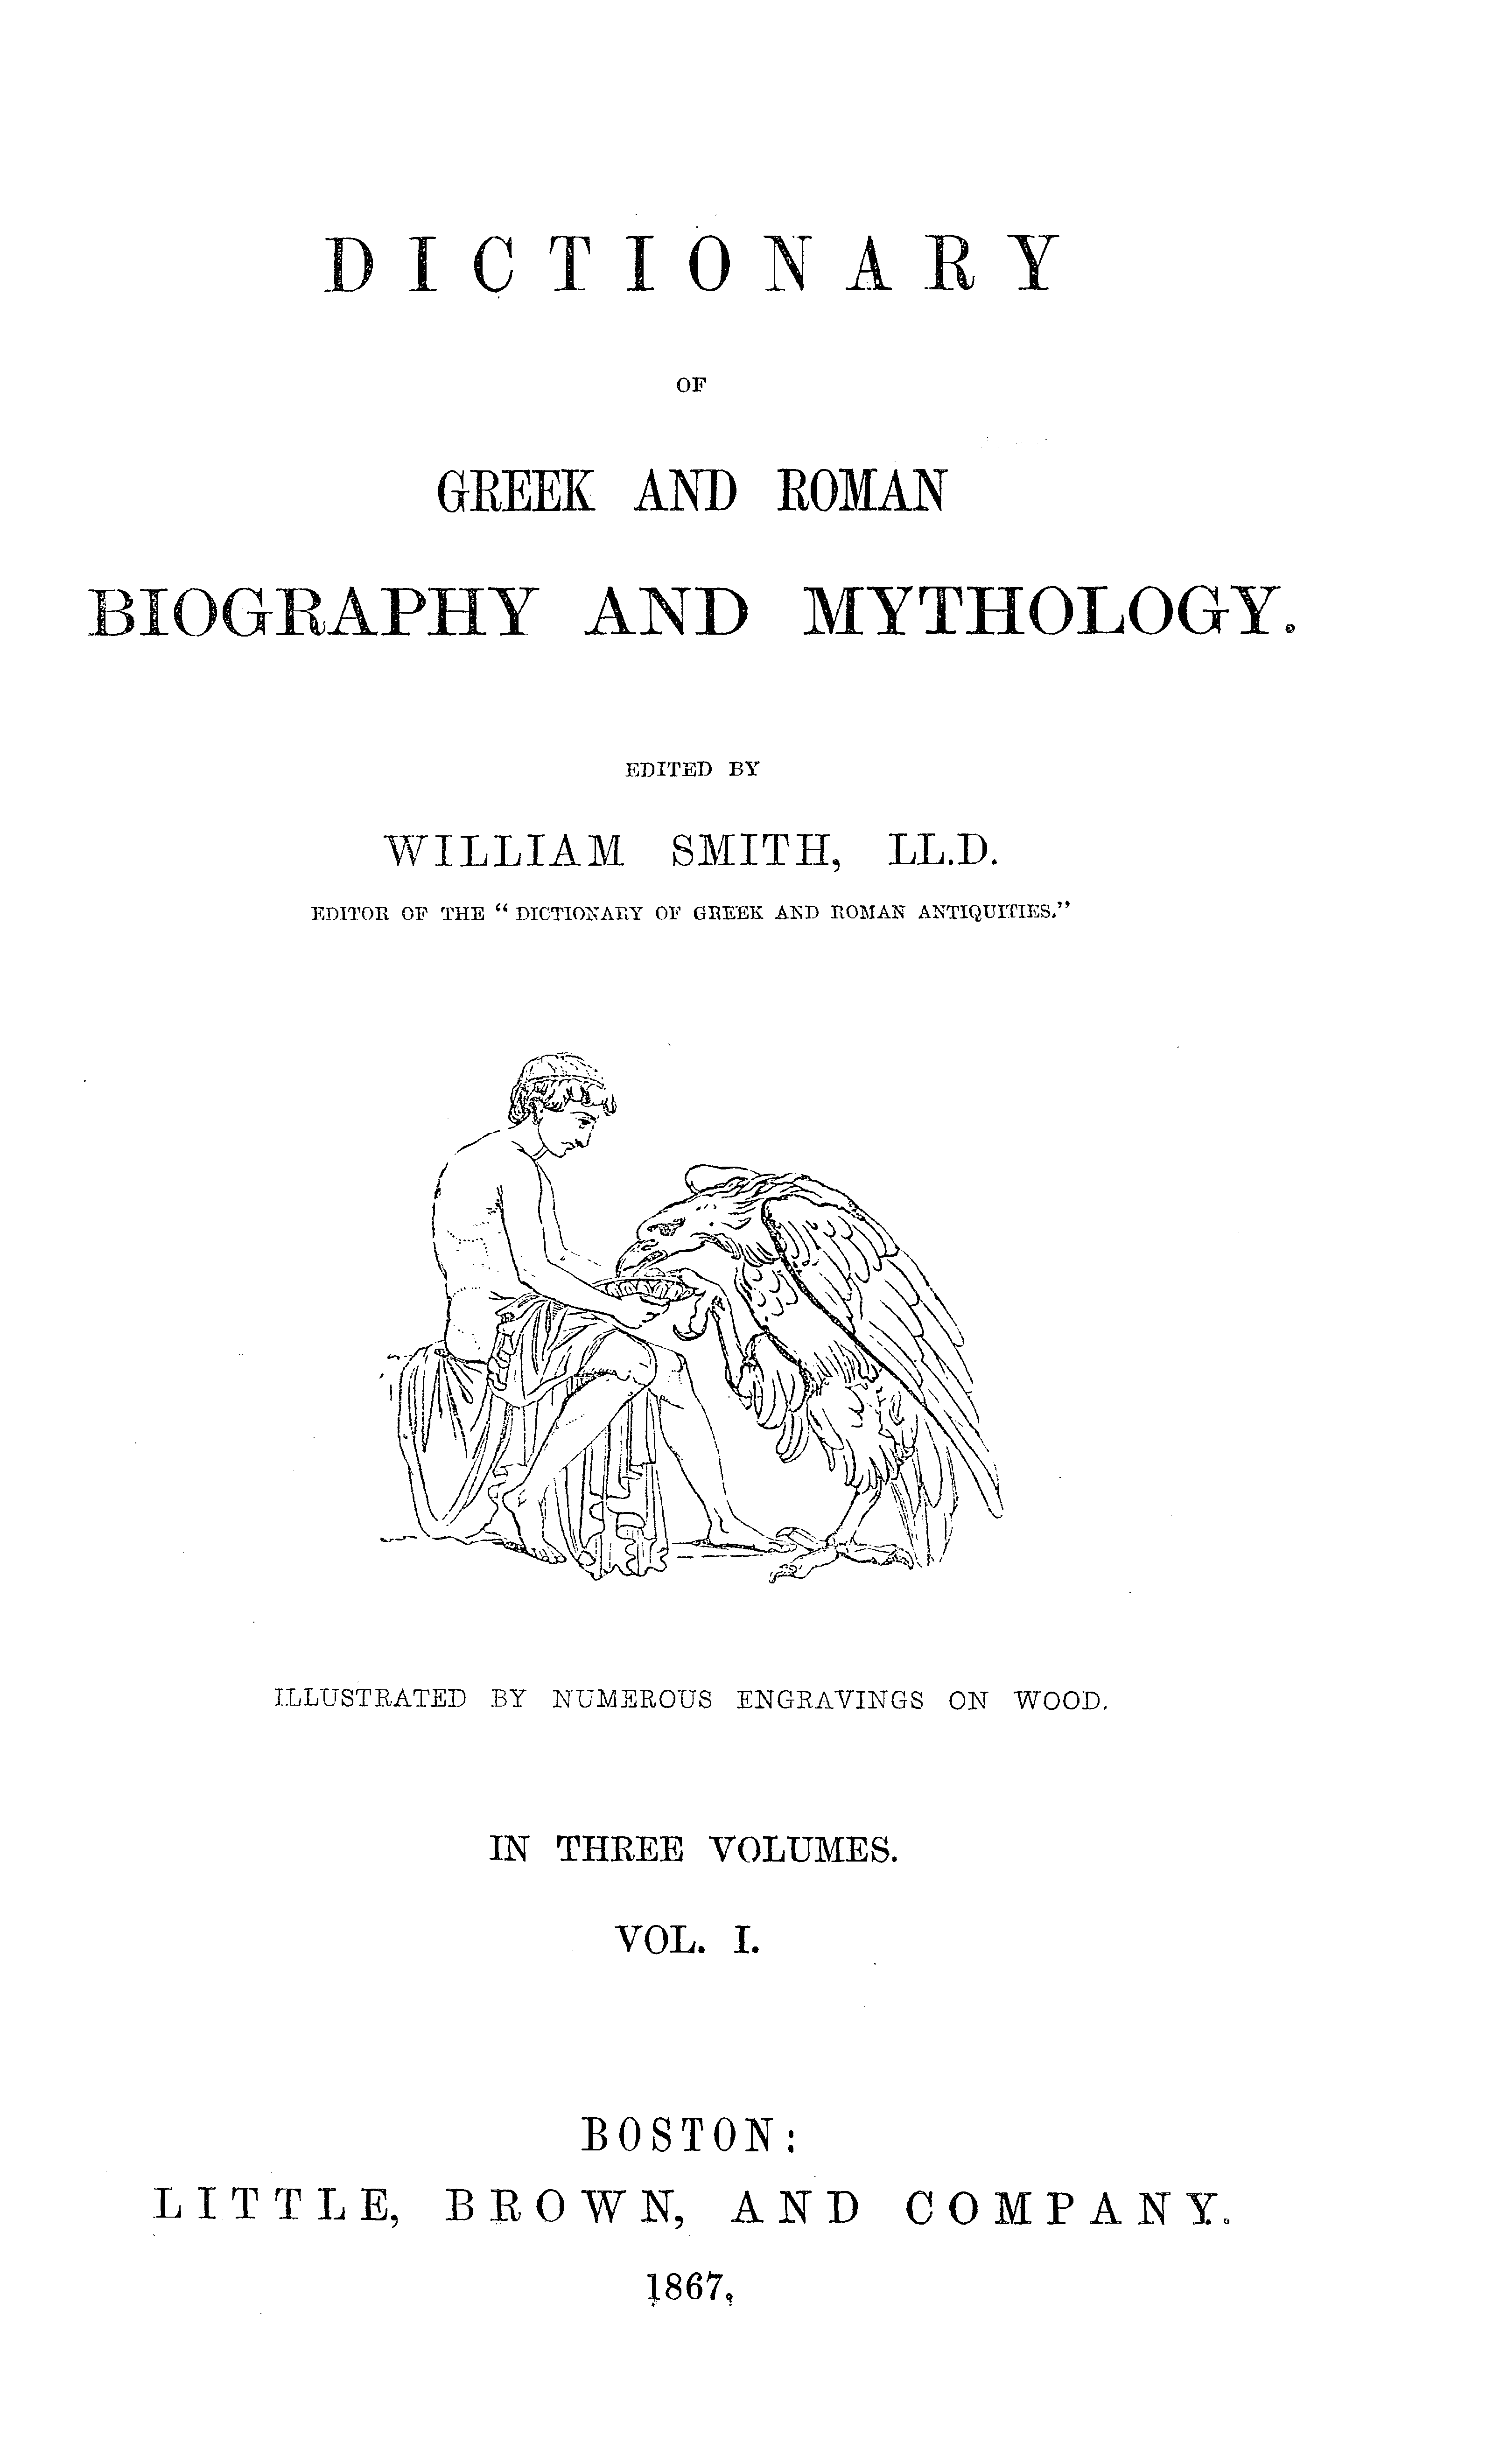 DICTIONARY
OF
GREEK AND ROMAN
BIOGRAPHY AND MYTHOLOGY.
EDITED BY
WILLIAM SMITH, LL.D.
EDITOR OF THE “ DICTIONARY OF GREEK AND ROMAN ANTIQUITIES.”
ILLUSTRATED BY NUMEROUS ENGRAVINGS ON WOOD.
IN THREE VOLUMES.
VOL. I.
BOSTON:
LITTLE, BROWN, AND COMPANY.
1867.